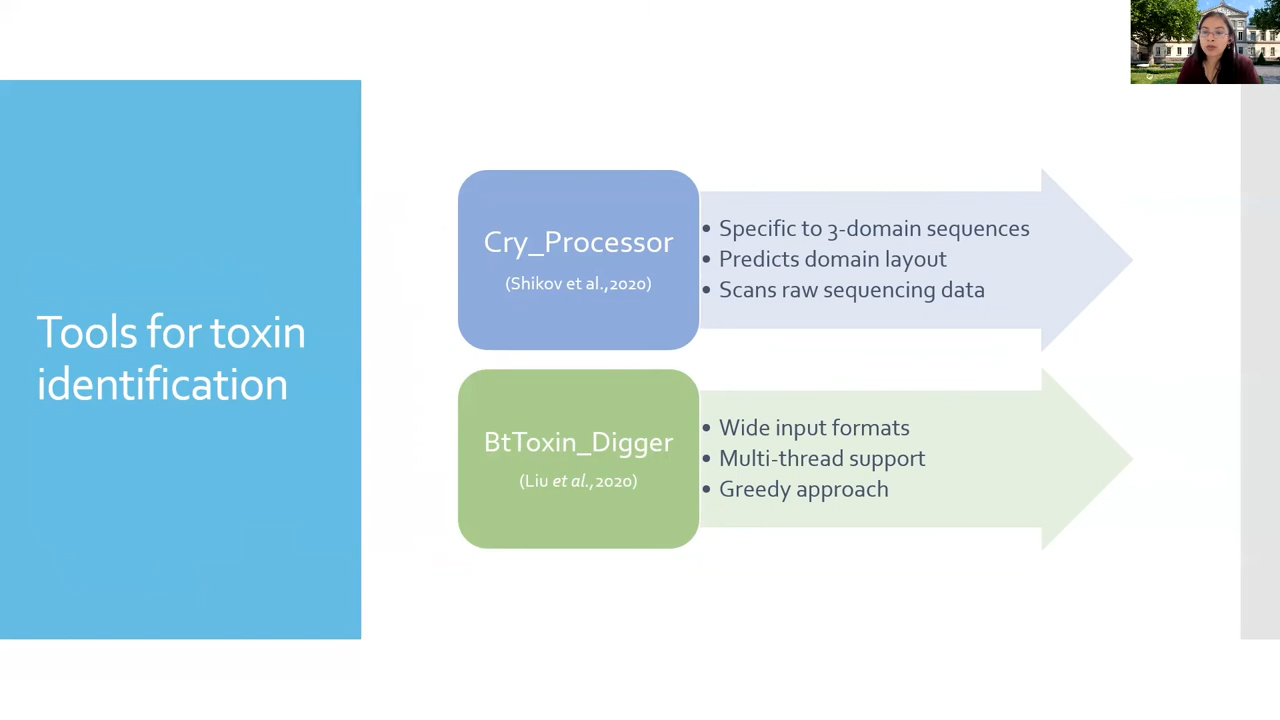 Tools for toxin
identification
Cry_Processor
(Shikov et al.,2020)
• Specific to 3-domain sequences
• Predicts domain layout
• Scans raw sequencing data
BtToxin_Digger
(Liu et al.,2020)
• Wide input formats
• Multi-thread support
• Greedy approach